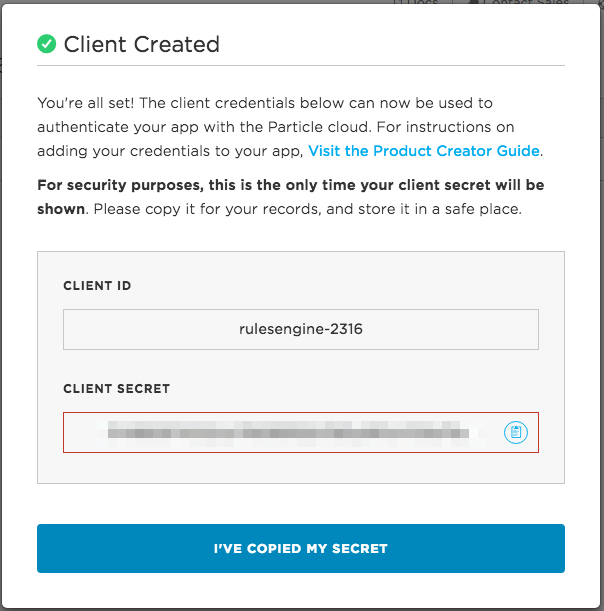 Docs
Contact Sales
Client Created
You're all set! The client credentials below can now be used to
authenticate your app with the Particle cloud. For instructions on
adding your credentials to your app, Visit the Product Creator Guide.
For security purposes, this is the only time your client secret will be
shown. Please copy it for your records, and store it in a safe place.
CLIENT ID
rulesengine-2316
CLIENT SECRET
I'VE COPIED MY SECRET